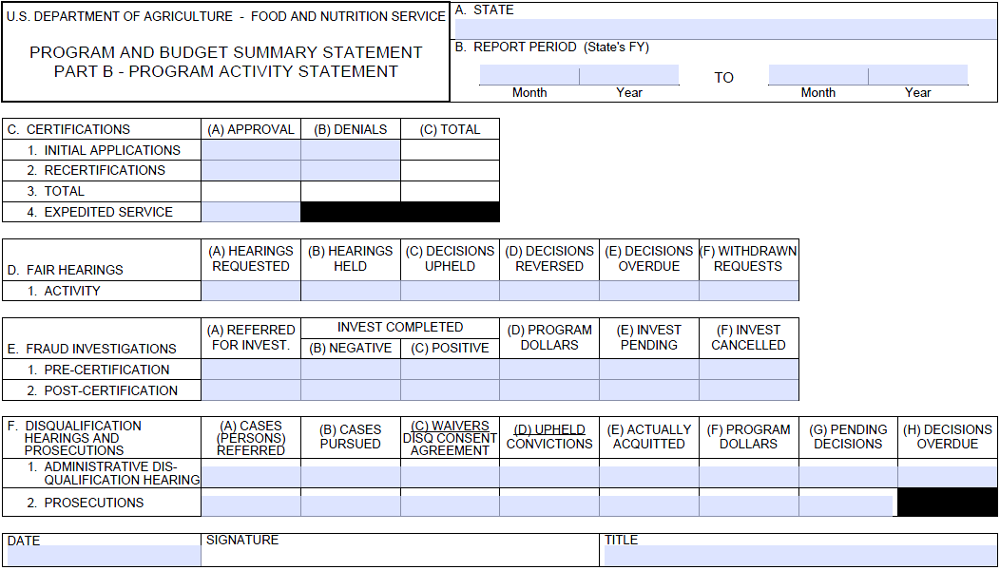 U.S. DEPARTMENT OF AGRICULTURE - FOOD AND NUTRITION SERVICE
PROGRAM AND BUDGET SUMMARY STATEMENT
PART B - PROGRAM ACTIVITY STATEMENT
A. STATE
B. REPORT PERIOD (State's FY)
TO
Month Year Month Year
C. CERTIFICATIONS (A) APPROVAL (B) DENIALS (C) TOTAL
1. INITIAL APPLICATIONS
2. RECERTIFICATIONS
3. TOTAL
4. EXPEDITED SERVICE
D. FAIR HEARINGS
(A) HEARINGS
REQUESTED
(B) HEARINGS
HELD
(C) DECISIONS
UPHELD
(D) DECISIONS
REVERSED
(E) DECISIONS
OVERDUE
(F) WITHDRAWN
REQUESTS
1. ACTIVITY
E. FRAUD INVESTIGATIONS
(A) REFERRED
FOR INVEST.
INVEST COMPLETED
(B) NEGATIVE (C) POSITIVE
(D) PROGRAM
DOLLARS
(E) INVEST
PENDING
(F) INVEST
CANCELLED
1. PRE-CERTIFICATION
2. POST-CERTIFICATION
F. DISQUALIFICATION
HEARINGS AND
PROSECUTIONS
(A) CASES
(PERSONS)
REFERRED
(B) CASES
PURSUED
(C) WAIVERS
DISQ CONSENT
AGREEMENT
(D) UPHELD
CONVICTIONS
(E) ACTUALLY
ACQUITTED
(F) PROGRAM
DOLLARS
(G) PENDING
DECISIONS
(H) DECISIONS
OVERDUE
1. ADMINISTRATIVE DIS-
QUALIFICATION HEARING
2. PROSECUTIONS
DATE SIGNATURE TITLE